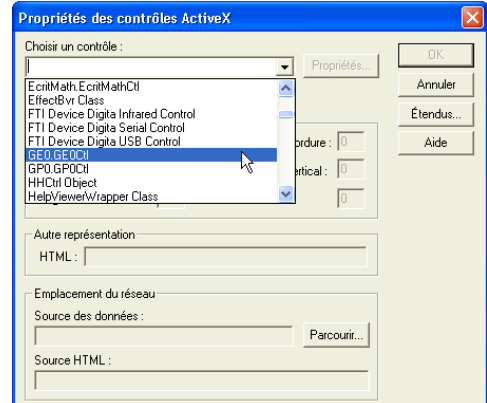 Propriétés des contrôles ActiveX
Choisir un contrôle :
Propriétés...
OK
Annuler
Étendus...
Aide
EcritMath.EcritMathCtl
EffectBvr Class
FTI Device Digita Infrared Control
FTI Device Digita Serial Control
FTI Device Digita USB Control
GE0.GE0Ctl
GP0.GP0Ctl
HHCtrl Object
HelpViewerWrapper Class
ordure : 0
ertical : 0
0
Autre représentation
HTML :
Emplacement du réseau
Source des données :
Parcourir...
Source HTML :